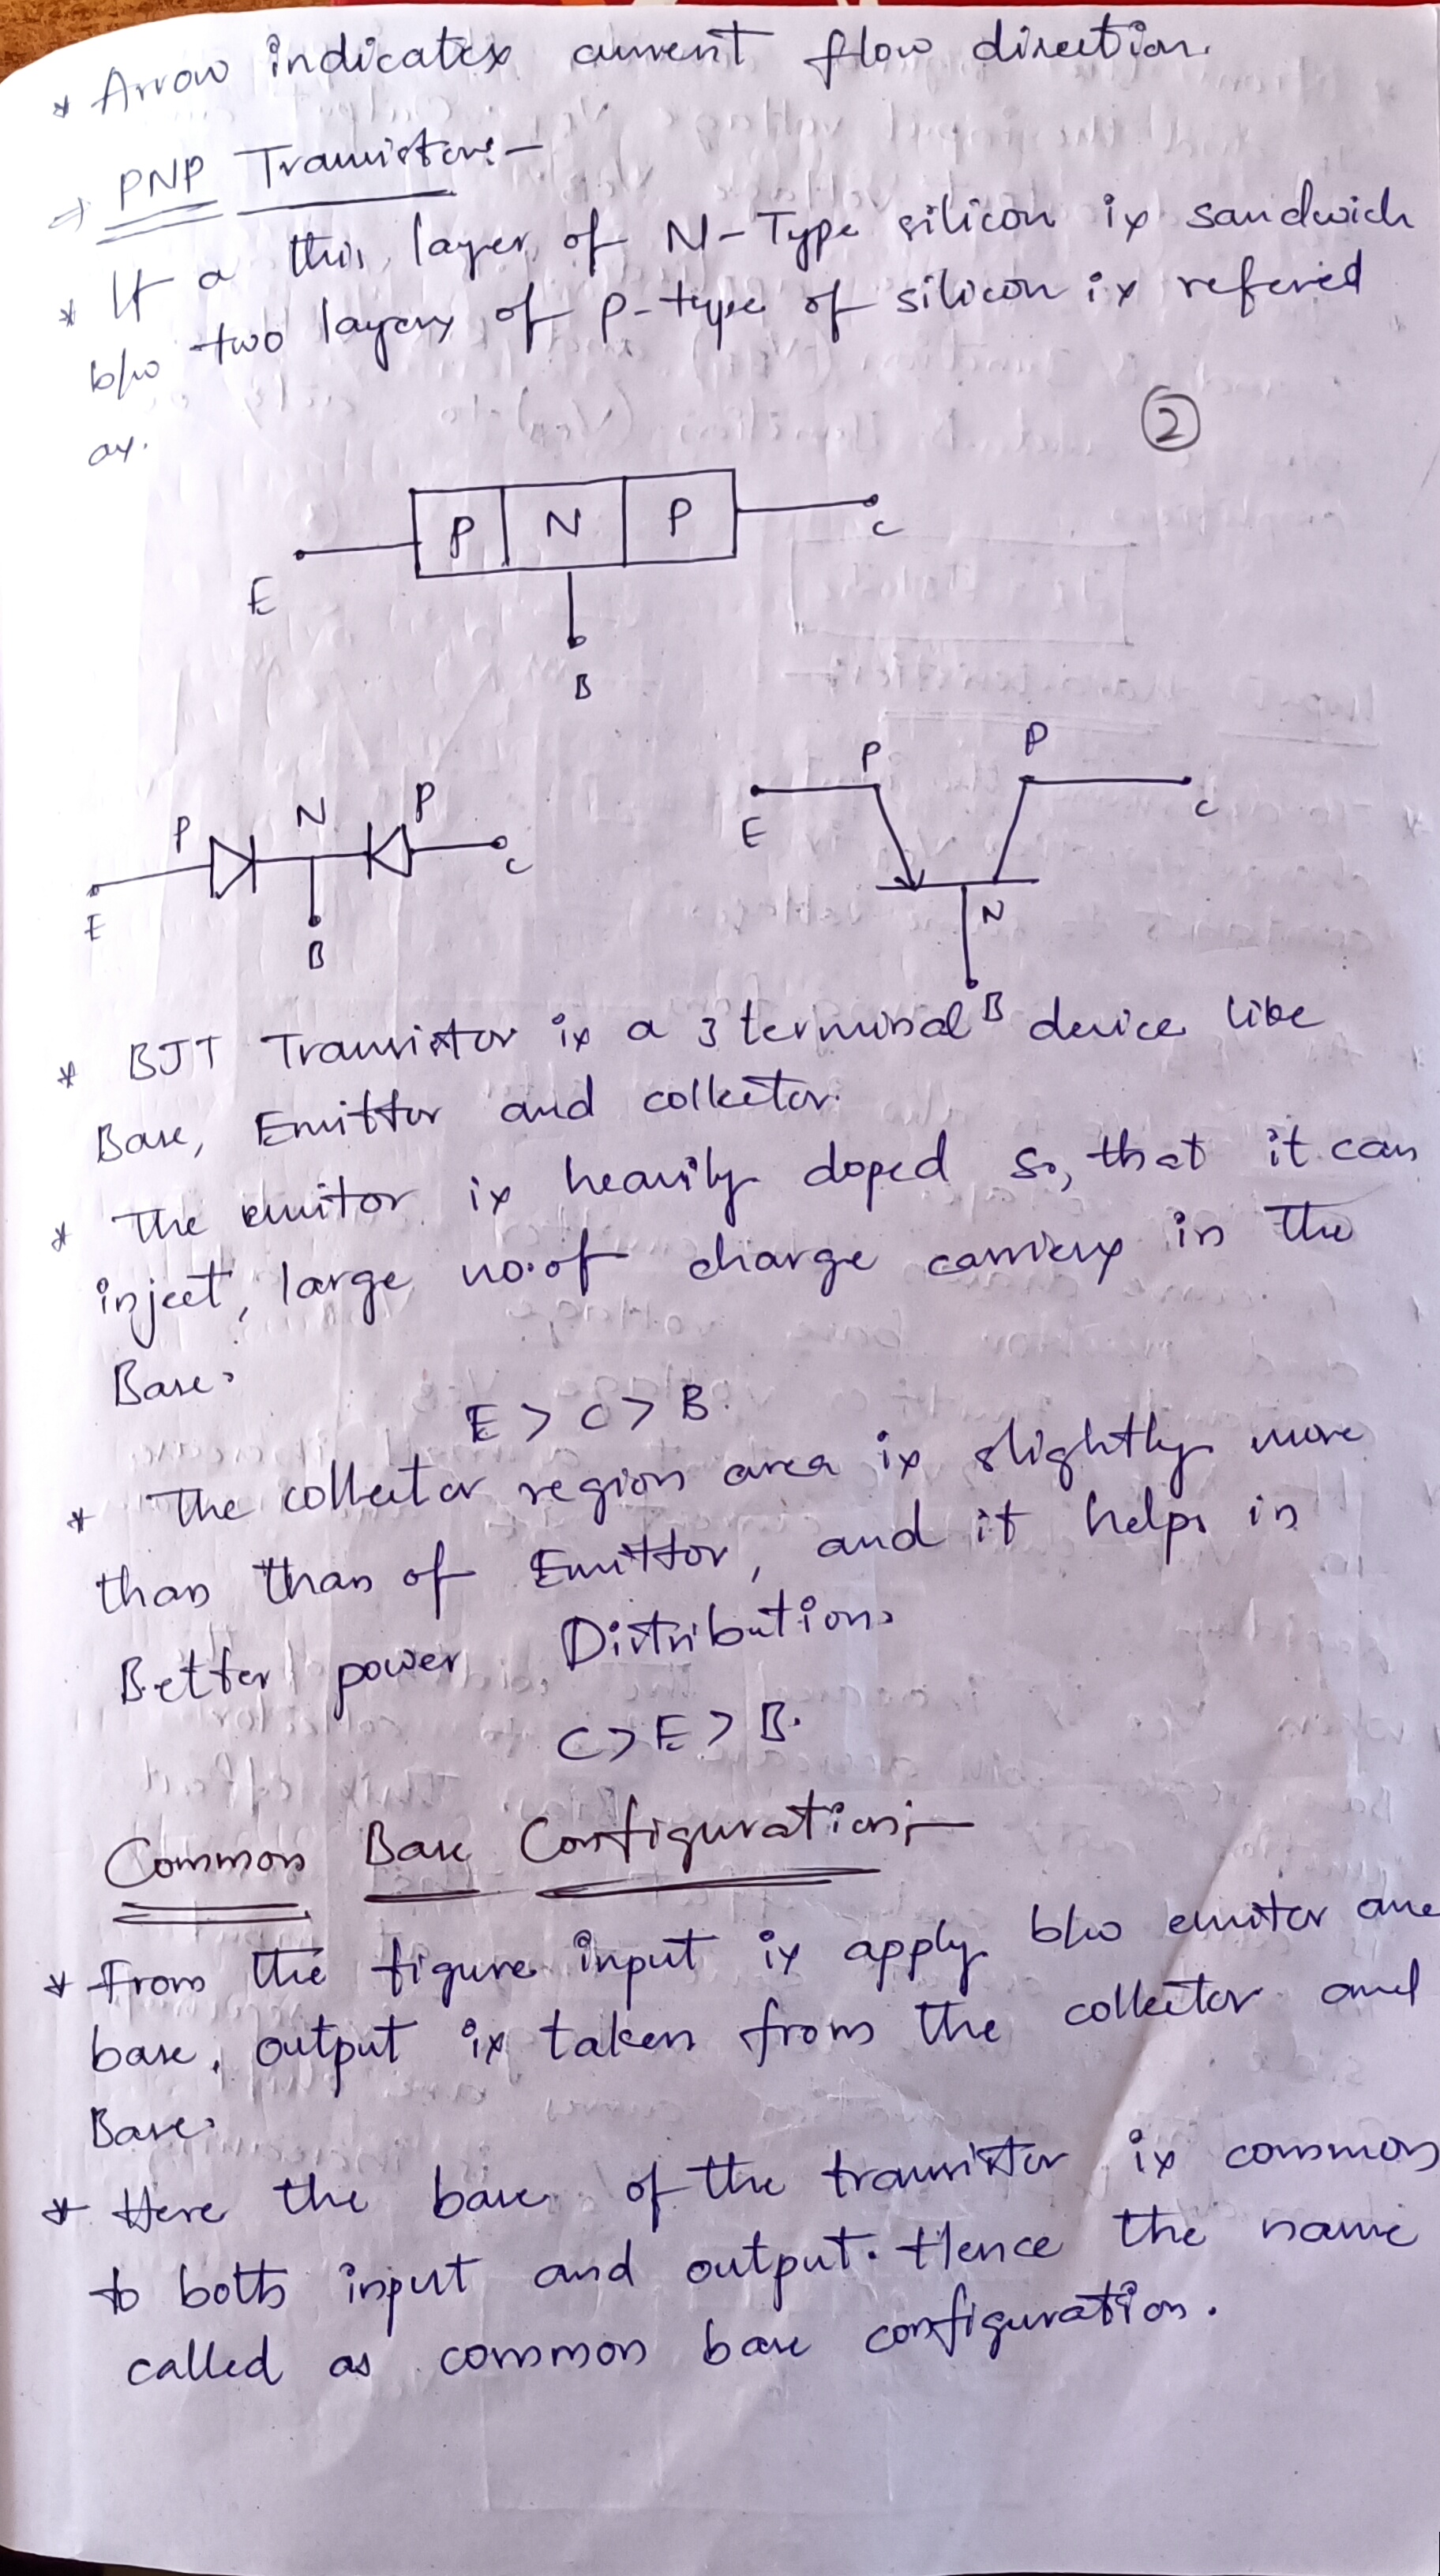 * Arrow indicates current flow direction.
⇒ PNP Transistor:-
* If a thin layer of N-Type silicon is sandwich
b/w two layers of P-type of silicon is refered
as.
2
P N P
E
C
B
P N P
E
C
B
P P
E
C
N
B
* BJT Transistor is a 3 terminal device like
Base, Emittor and collector.
* The emitor is heavily doped so, that it can
inject, large no.of charge carriers in the
Base.
E > C > B.
* The collector region area is slightly more
than than of Emittor, and it helps in
Better power Distribution.
C > E > B.
Common Base Configuration:-
* From the figure input is apply b/w emitor and
base, output is taken from the collector and
Base.
* Here the base of the transistor is common
to both input and output. Hence the name
called as common base configuration.